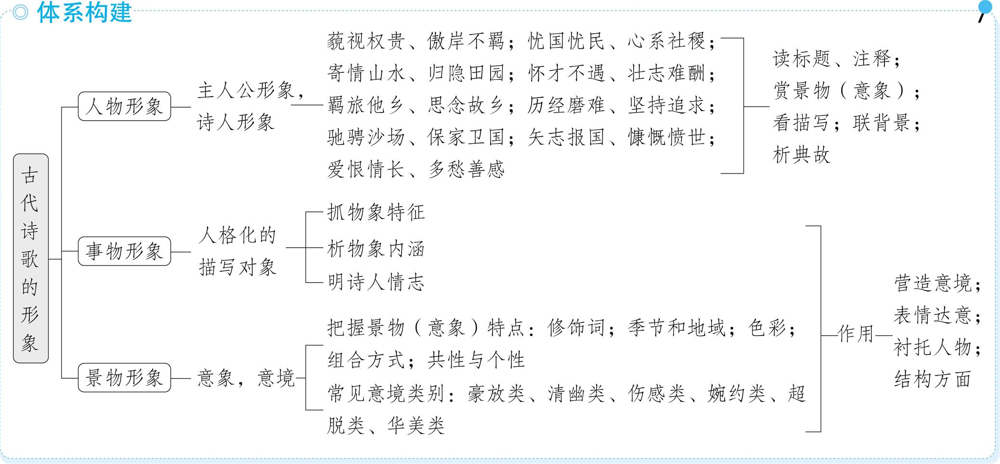 体系构建
古代诗歌的形象
人物形象
主人公形象，
诗人形象
藐视权贵、傲岸不羁；忧国忧民、心系社稷；
寄情山水、归隐田园；怀才不遇、壮志难酬；
羁旅他乡、思念故乡；历经磨难、坚持追求；
驰骋沙场、保家卫国；矢志报国、慷慨愤世；
爱恨情长、多愁善感
读标题、注释；
赏景物（意象）；
看描写；联背景；
析典故
事物形象
人格化的
描写对象
抓物象特征
析物象内涵
明诗人情志
景物形象
意象，意境
把握景物（意象）特点：修饰词；季节和地域；色彩；
组合方式；共性与个性
常见意境类别：豪放类、清幽类、伤感类、婉约类、超
脱类、华美类
作用
营造意境；
表情达意；
衬托人物；
结构方面